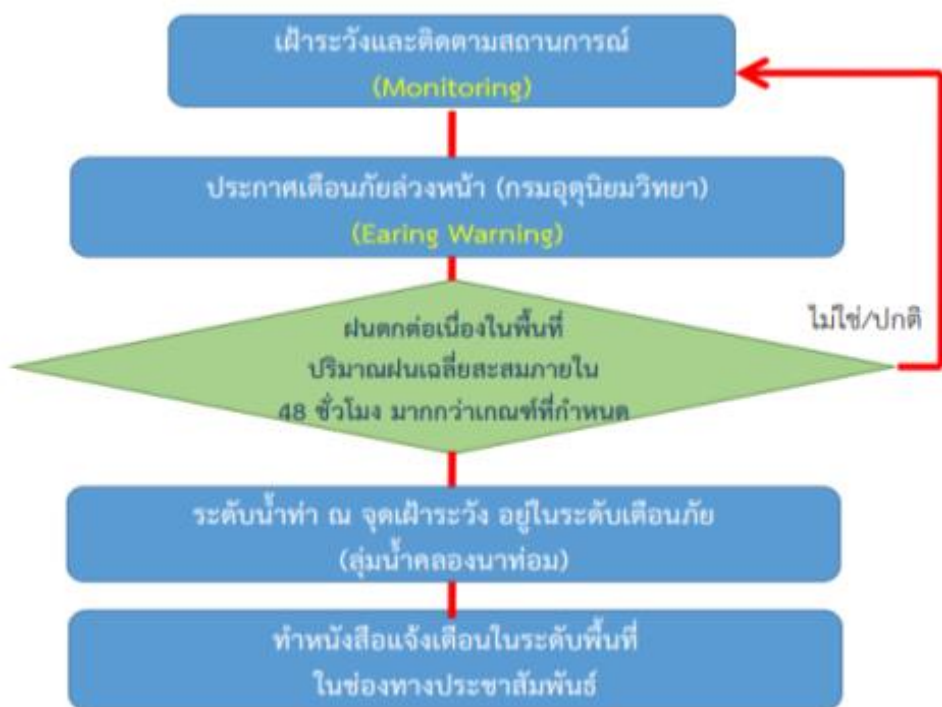 เฝ้าระวังและติดตามสถานการณ์
(Monitoring)
ประกาศเตือนภัยล่วงหน้า (กรมอุตุนิยมวิทยา)
(Earing Warning)
ไม่ใช่/ปกติ
ฝนตกต่อเนื่องในพื้นที่
ปริมาณฝนเฉลี่ยสะสมภายใน
48 ชั่วโมง มากกว่าเกณฑ์ที่กำหนด
ระดับน้ำท่า ณ จุดเฝ้าระวัง อยู่ในระดับเตือนภัย
(ลุ่มน้ำคลองนาท่อม)
ทำหนังสือแจ้งเตือนในระดับพื้นที่
ในช่องทางประชาสัมพันธ์